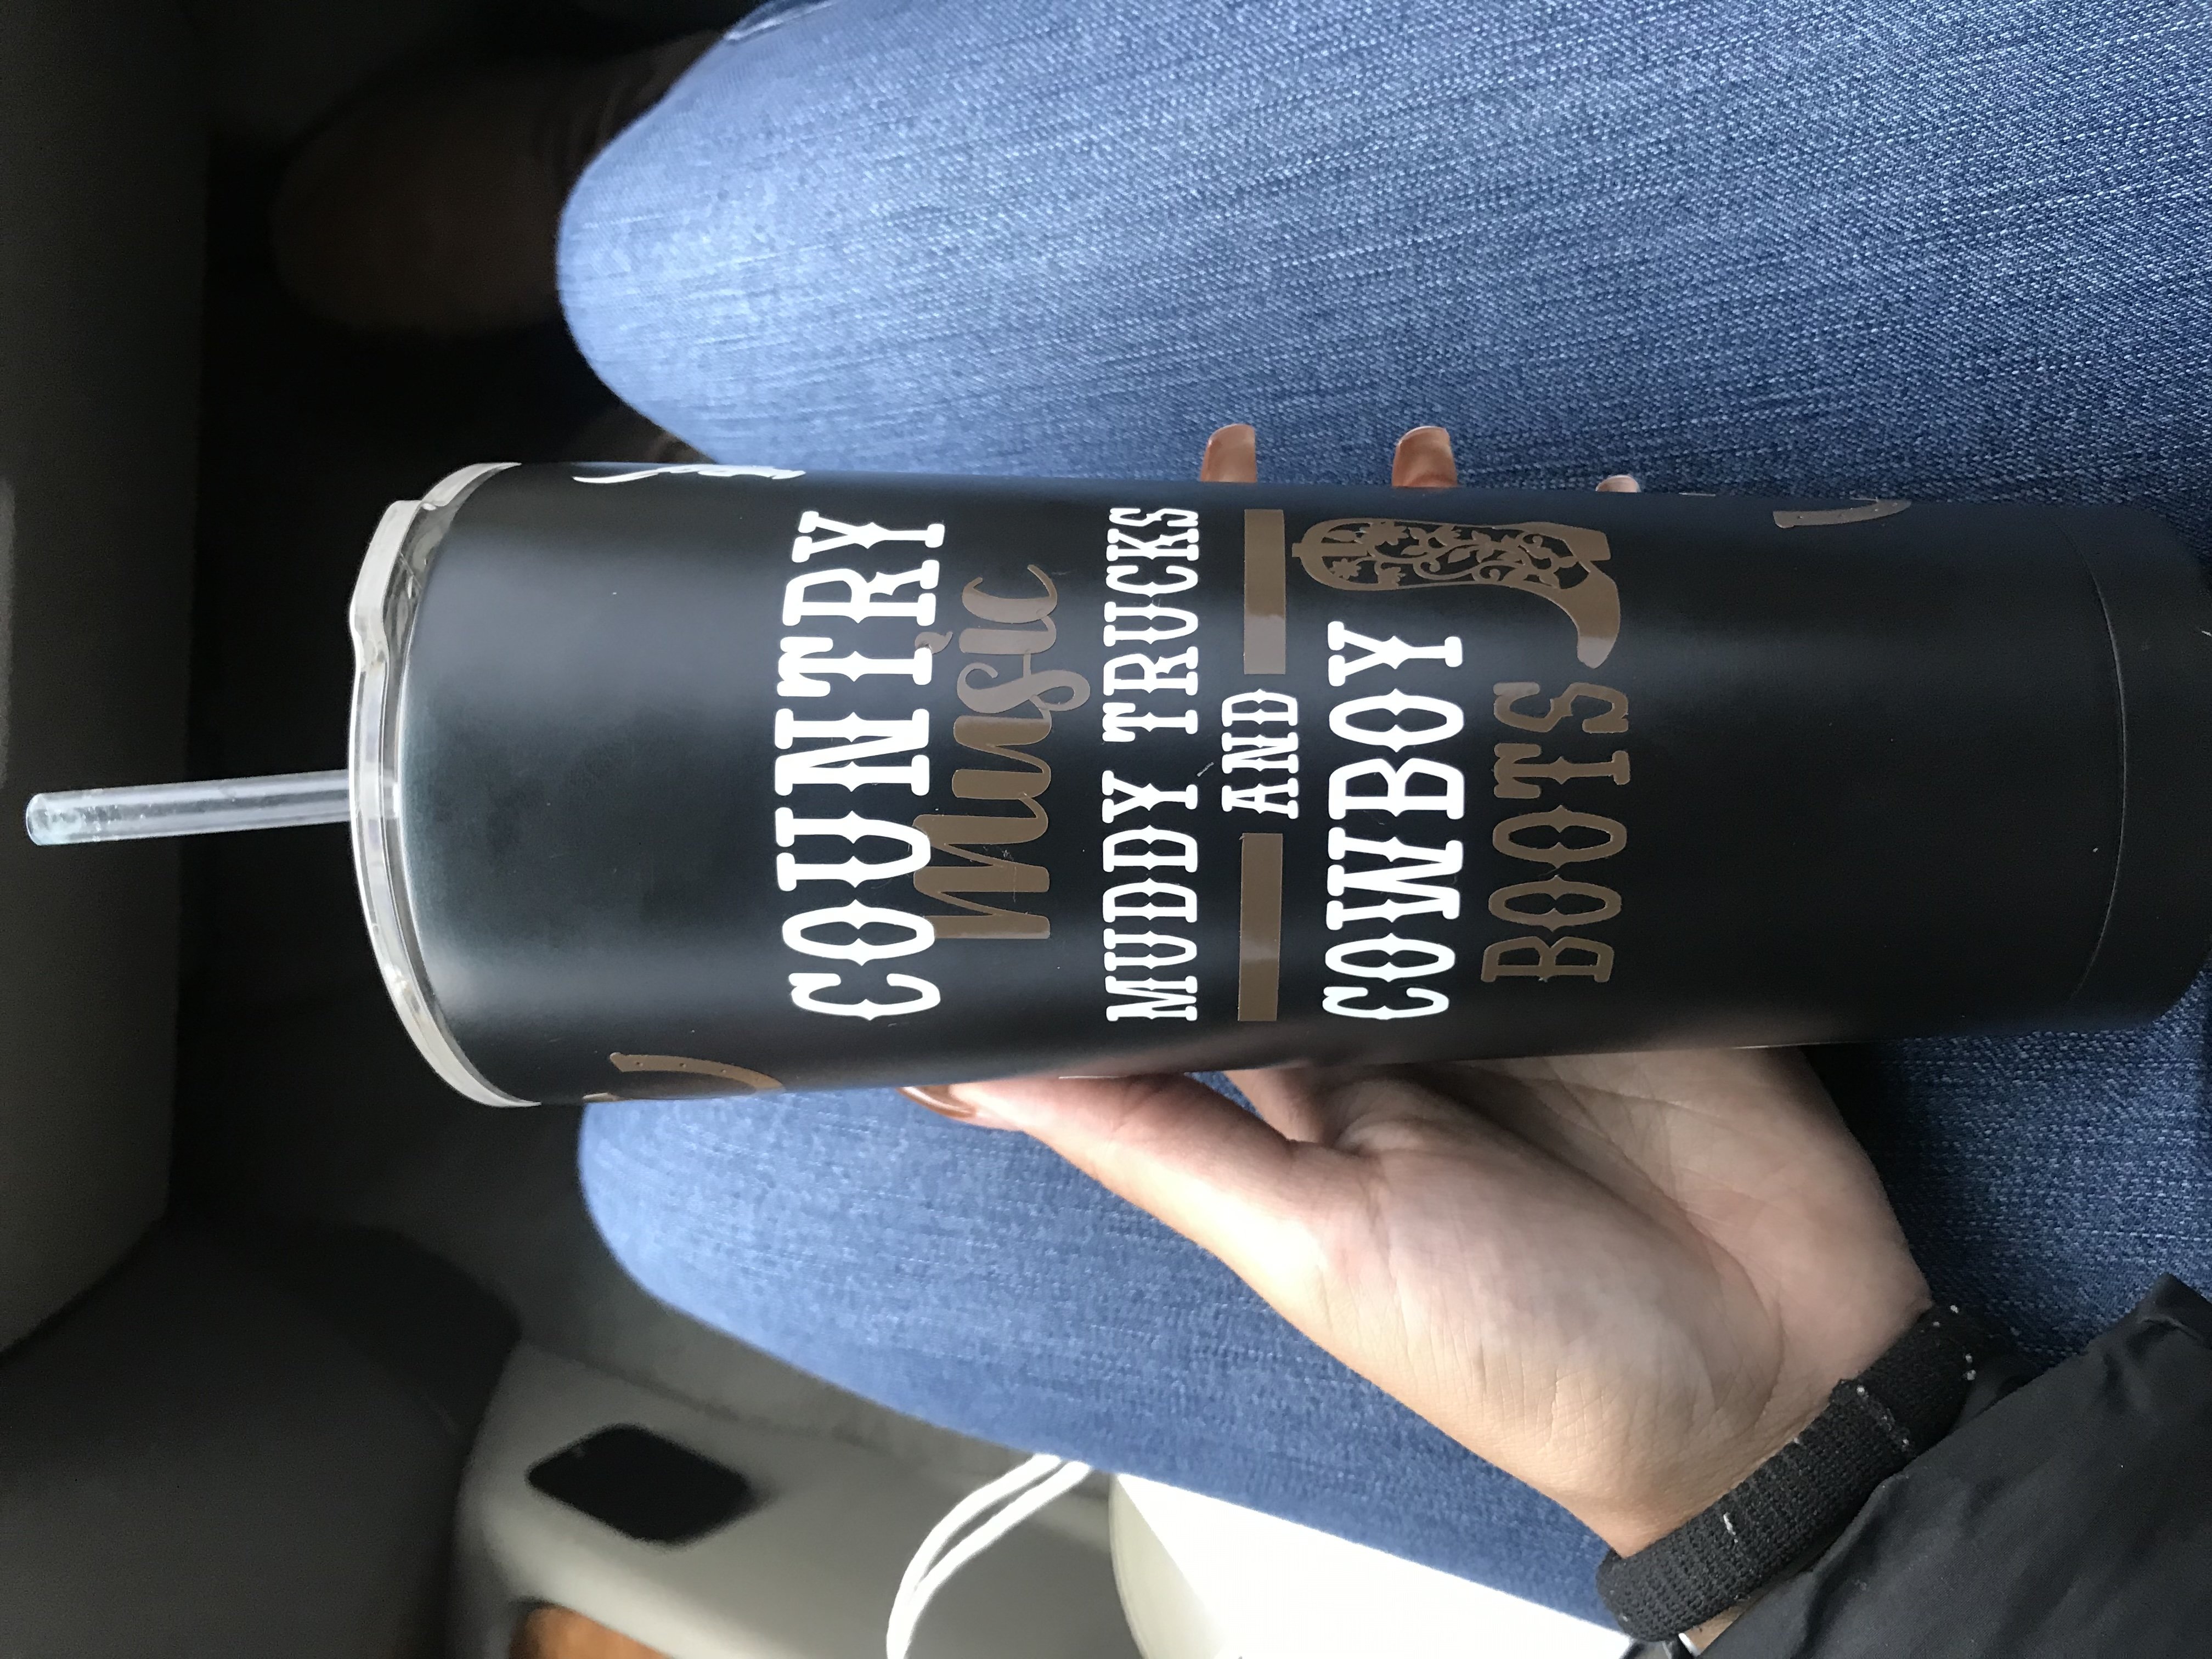 COUNTRY
Music
MUDDY TRUCKS
AND
COWBOY
BOOTS